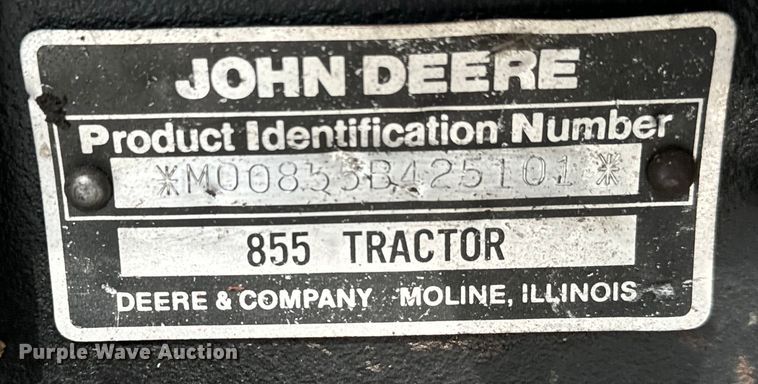 JOHN DEERE
Product Identification Number
*M00855B425101*
855 TRACTOR
DEERE & COMPANY MOLINE, ILLINOIS
Purple Wave Auction